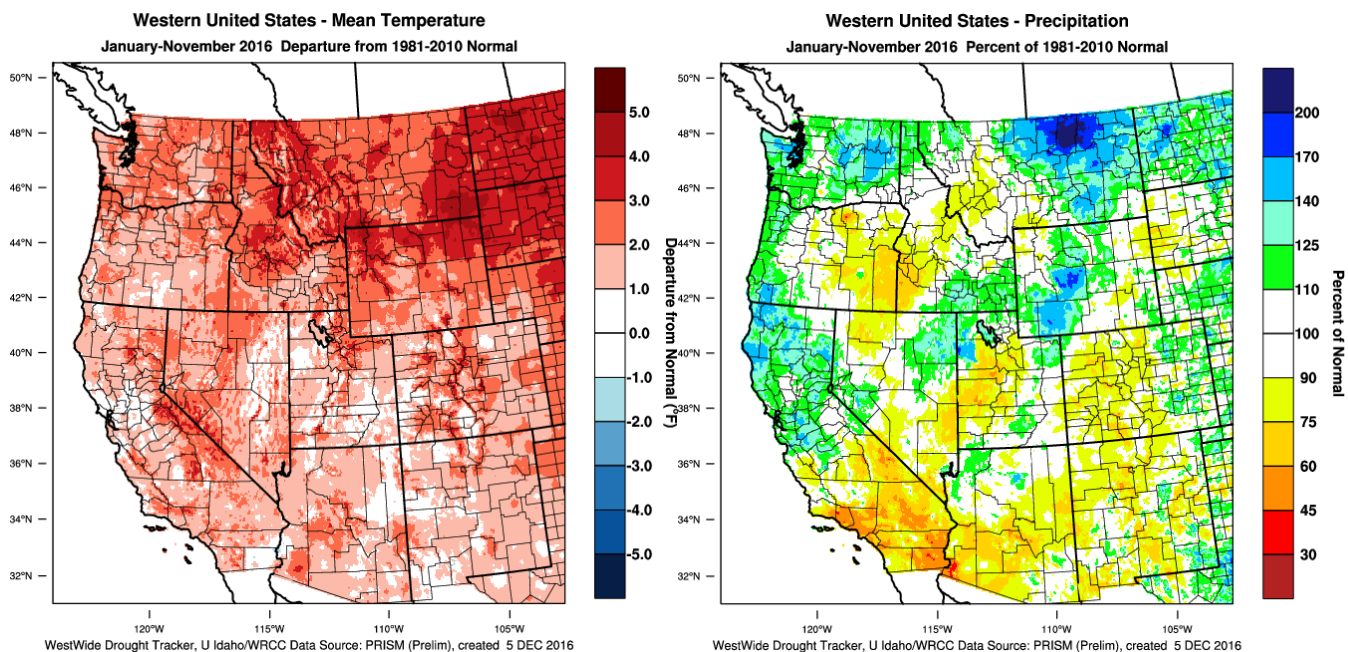 Western United States - Mean Temperature
January-November 2016  Departure from 1981-2010 Normal
50°N
48°N
46°N
44°N
42°N
40°N
38°N
36°N
34°N
32°N
120°W
115°W
110°W
105°W
5.0
4.0
3.0
2.0
1.0
0.0
-1.0
-2.0
-3.0
-4.0
-5.0
Departure from Normal (°F)
WestWide Drought Tracker, U Idaho/WRCC Data Source: PRISM (Prelim), created  5 DEC 2016
Western United States - Precipitation
January-November 2016  Percent of 1981-2010 Normal
50°N
48°N
46°N
44°N
42°N
40°N
38°N
36°N
34°N
32°N
120°W
115°W
110°W
105°W
200
170
140
125
110
100
90
75
60
45
30
Percent of Normal
WestWide Drought Tracker, U Idaho/WRCC Data Source: PRISM (Prelim), created  5 DEC 2016